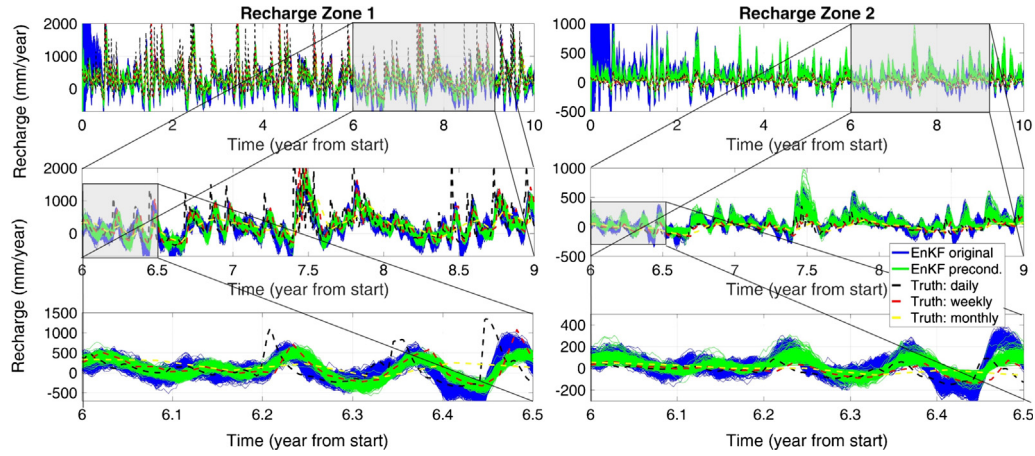 Recharge Zone 1
Recharge Zone 2
2000
1000
0
0 2 4 6 8 10
Time (year from start)
1000
500
0
-500
0 2 4 6 8 10
Time (year from start)
Recharge (mm/year)
2000
1000
0
6 6.5 7 7.5 8 8.5 9
Time (year from start)
1000
500
0
-500
6 6.5 7 7.5 8 9
Time (year from start)
EnKF original
EnKF precond.
Truth: daily
Truth: weekly
Truth: monthly
Recharge (mm/year)
1500
1000
500
0
-500
6 6.1 6.2 6.3 6.4 6.5
Time (year from start)
400
200
0
-200
6 6.1 6.2 6.3 6.4 6.5
Time (year from start)